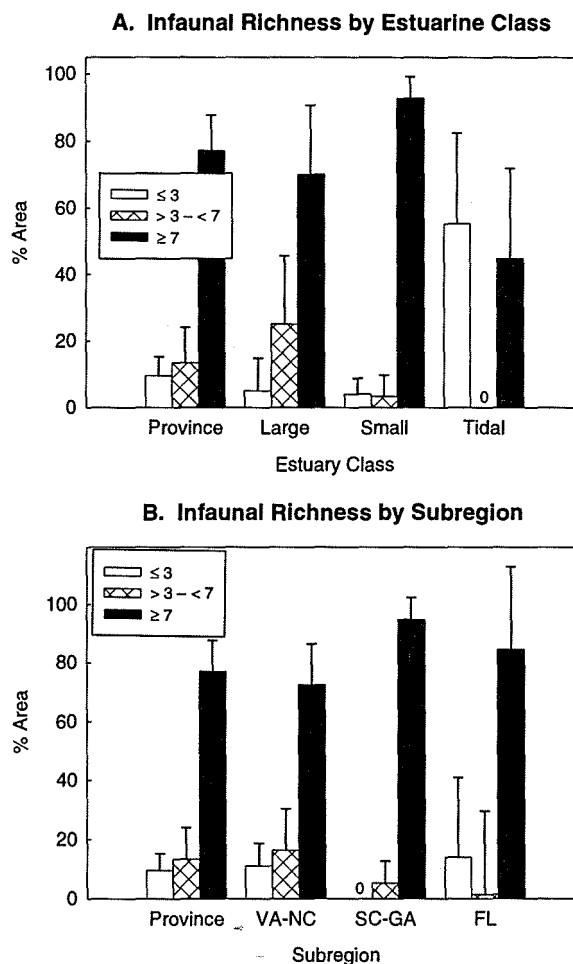 A. Infaunal Richness by Estuarine Class
100
80
60
40
20
0
% Area
≤ 3
> 3 – < 7
≥ 7
0
Province Large Small Tidal
Estuary Class
B. Infaunal Richness by Subregion
100
80
60
40
20
0
% Area
≤ 3
> 3 – < 7
≥ 7
0
Province VA-NC SC-GA FL
Subregion